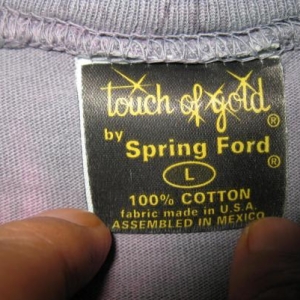 touch of gold®
by
Spring Ford®
L
100% COTTON
fabric made in U.S.A.
ASSEMBLED IN MEXICO